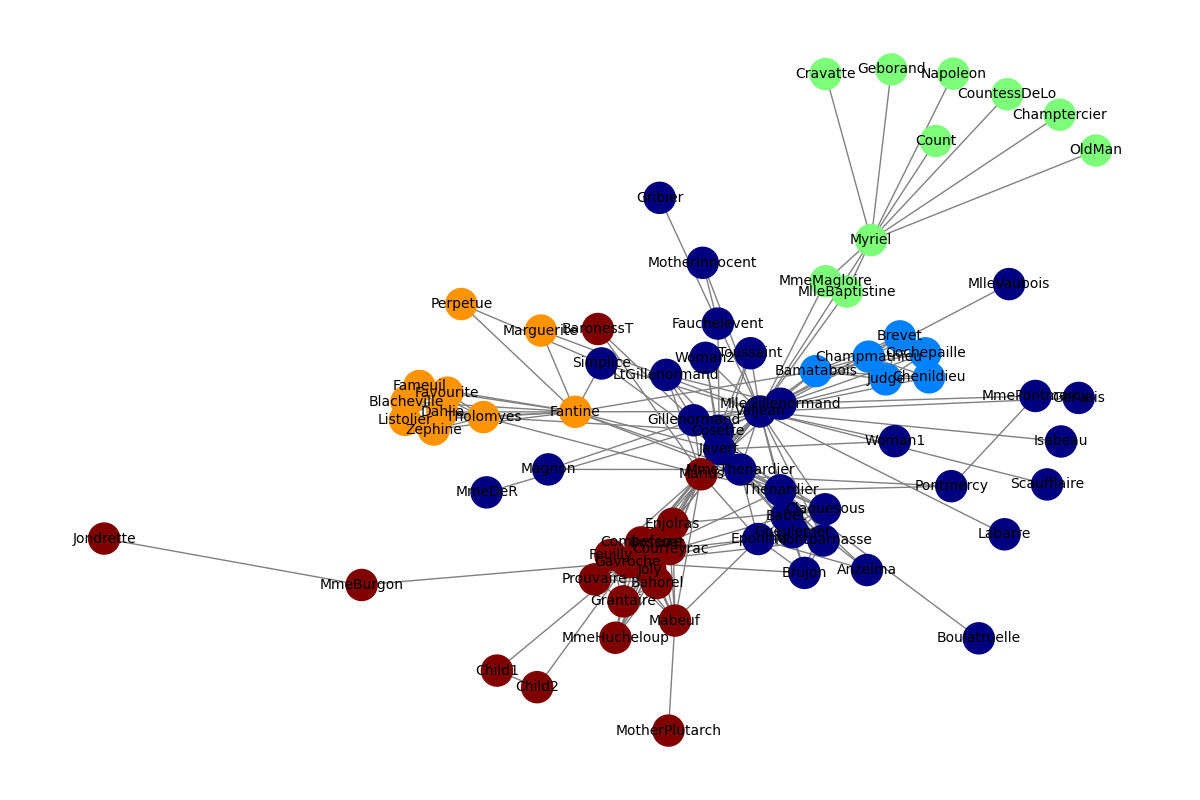 Cravatte
Geborand
Napoleon
CountessDeLo
Champtercier
Count
OldMan
Gribier
Myriel
MotherInnocent
MmeMagloire
MlleBaptistine
MlleVaubois
Perpetue
Marguerite
BaronessT
Fauchelevent
Brevet
Simplice
Woman2
Toussaint
Champmathieu
Cochepaille
LtGillenormand
Bamatabois
Judge
Chenildieu
Fameuil
Favourite
Blacheville
Dahlia
Listolier
Tholomyes
Zephine
Fantine
Gillenormand
MlleGillenormand
Valjean
MmePontmercy
Gervais
Cosette
Javert
Woman1
Isabeau
Magnon
Marius
MmeThenardier
MmeDeR
Thenardier
Pontmercy
Scaufflaire
Claquesous
Babet
Enjolras
Gueulemer
Eponine
Montparnasse
Labarre
Jondrette
Combeferre
Bossuet
Courfeyrac
Feuilly
Gavroche
Joly
Brujon
Anzelma
MmeBurgon
Prouvaire
Bahorel
Grantaire
Mabeuf
MmeHucheloup
Boulatruelle
Child1
Child2
MotherPlutarch